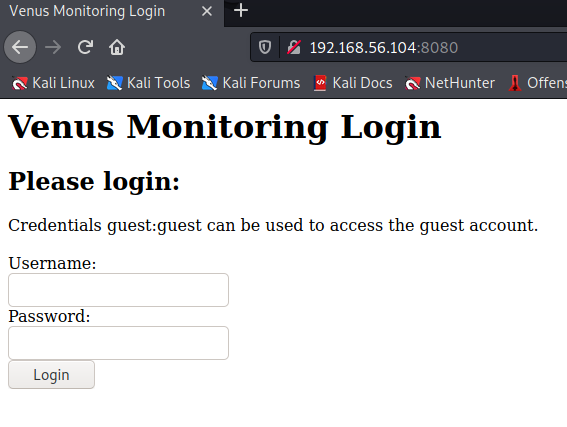 Venus Monitoring Login
192.168.56.104:8080
Kali Linux Kali Tools Kali Forums Kali Docs NetHunter Offens
Venus Monitoring Login
Please login:
Credentials guest:guest can be used to access the guest account.
Username:
Password:
Login